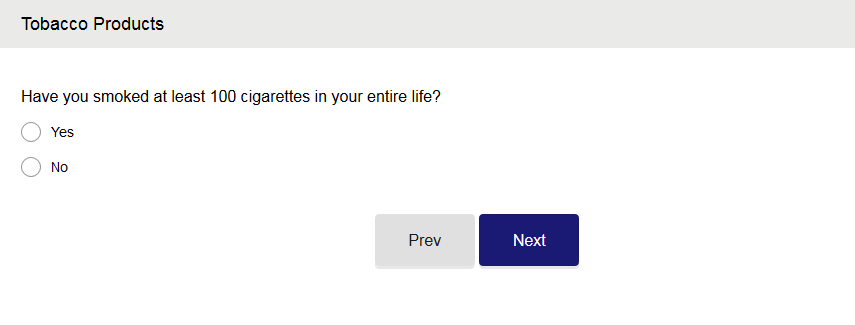 Tobacco Products
Have you smoked at least 100 cigarettes in your entire life?
Yes
No
Prev Next